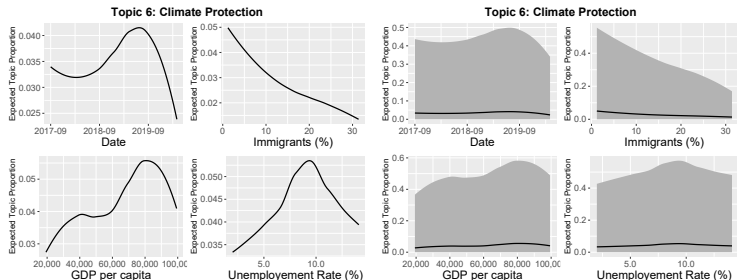 Topic 6: Climate Protection
Expected Topic Proportion
0.040
0.035
0.030
0.025
2017-09 2018-09 2019-09
Date
Expected Topic Proportion
0.05
0.04
0.03
0.02
0 10 20 30
Immigrants (%)
Expected Topic Proportion
0.05
0.04
0.03
20,000 40,000 60,000 80,000 100,00
GDP per capita
Expected Topic Proportion
0.050
0.045
0.040
0.035
5.0 10.0
Unemployement Rate (%)
Topic 6: Climate Protection
Expected Topic Proportion
0.5
0.4
0.3
0.2
0.1
0.0
2017-09 2018-09 2019-09
Date
Expected Topic Proportion
0.4
0.2
0.0
0 10 20 30
Immigrants (%)
Expected Topic Proportion
0.6
0.4
0.2
0.0
20,000 40,000 60,000 80,000 100,00
GDP per capita
Expected Topic Proportion
0.4
0.2
0.0
5.0 10.0
Unemployement Rate (%)